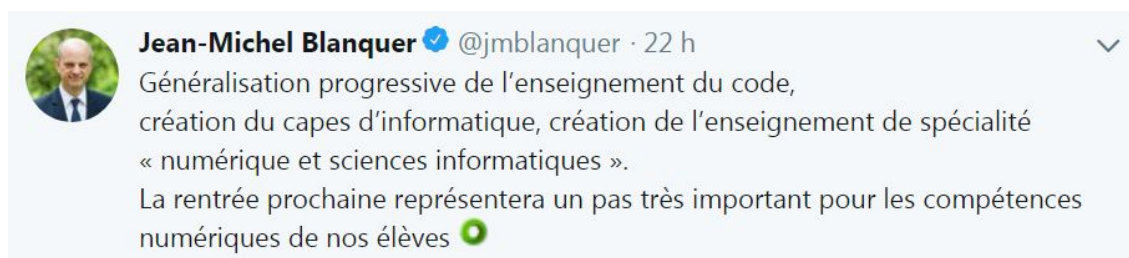 Jean-Michel Blanquer @jmblanquer · 22 h
Généralisation progressive de l'enseignement du code,
création du capes d'informatique, création de l'enseignement de spécialité
« numérique et sciences informatiques ».
La rentrée prochaine représentera un pas très important pour les compétences
numériques de nos élèves